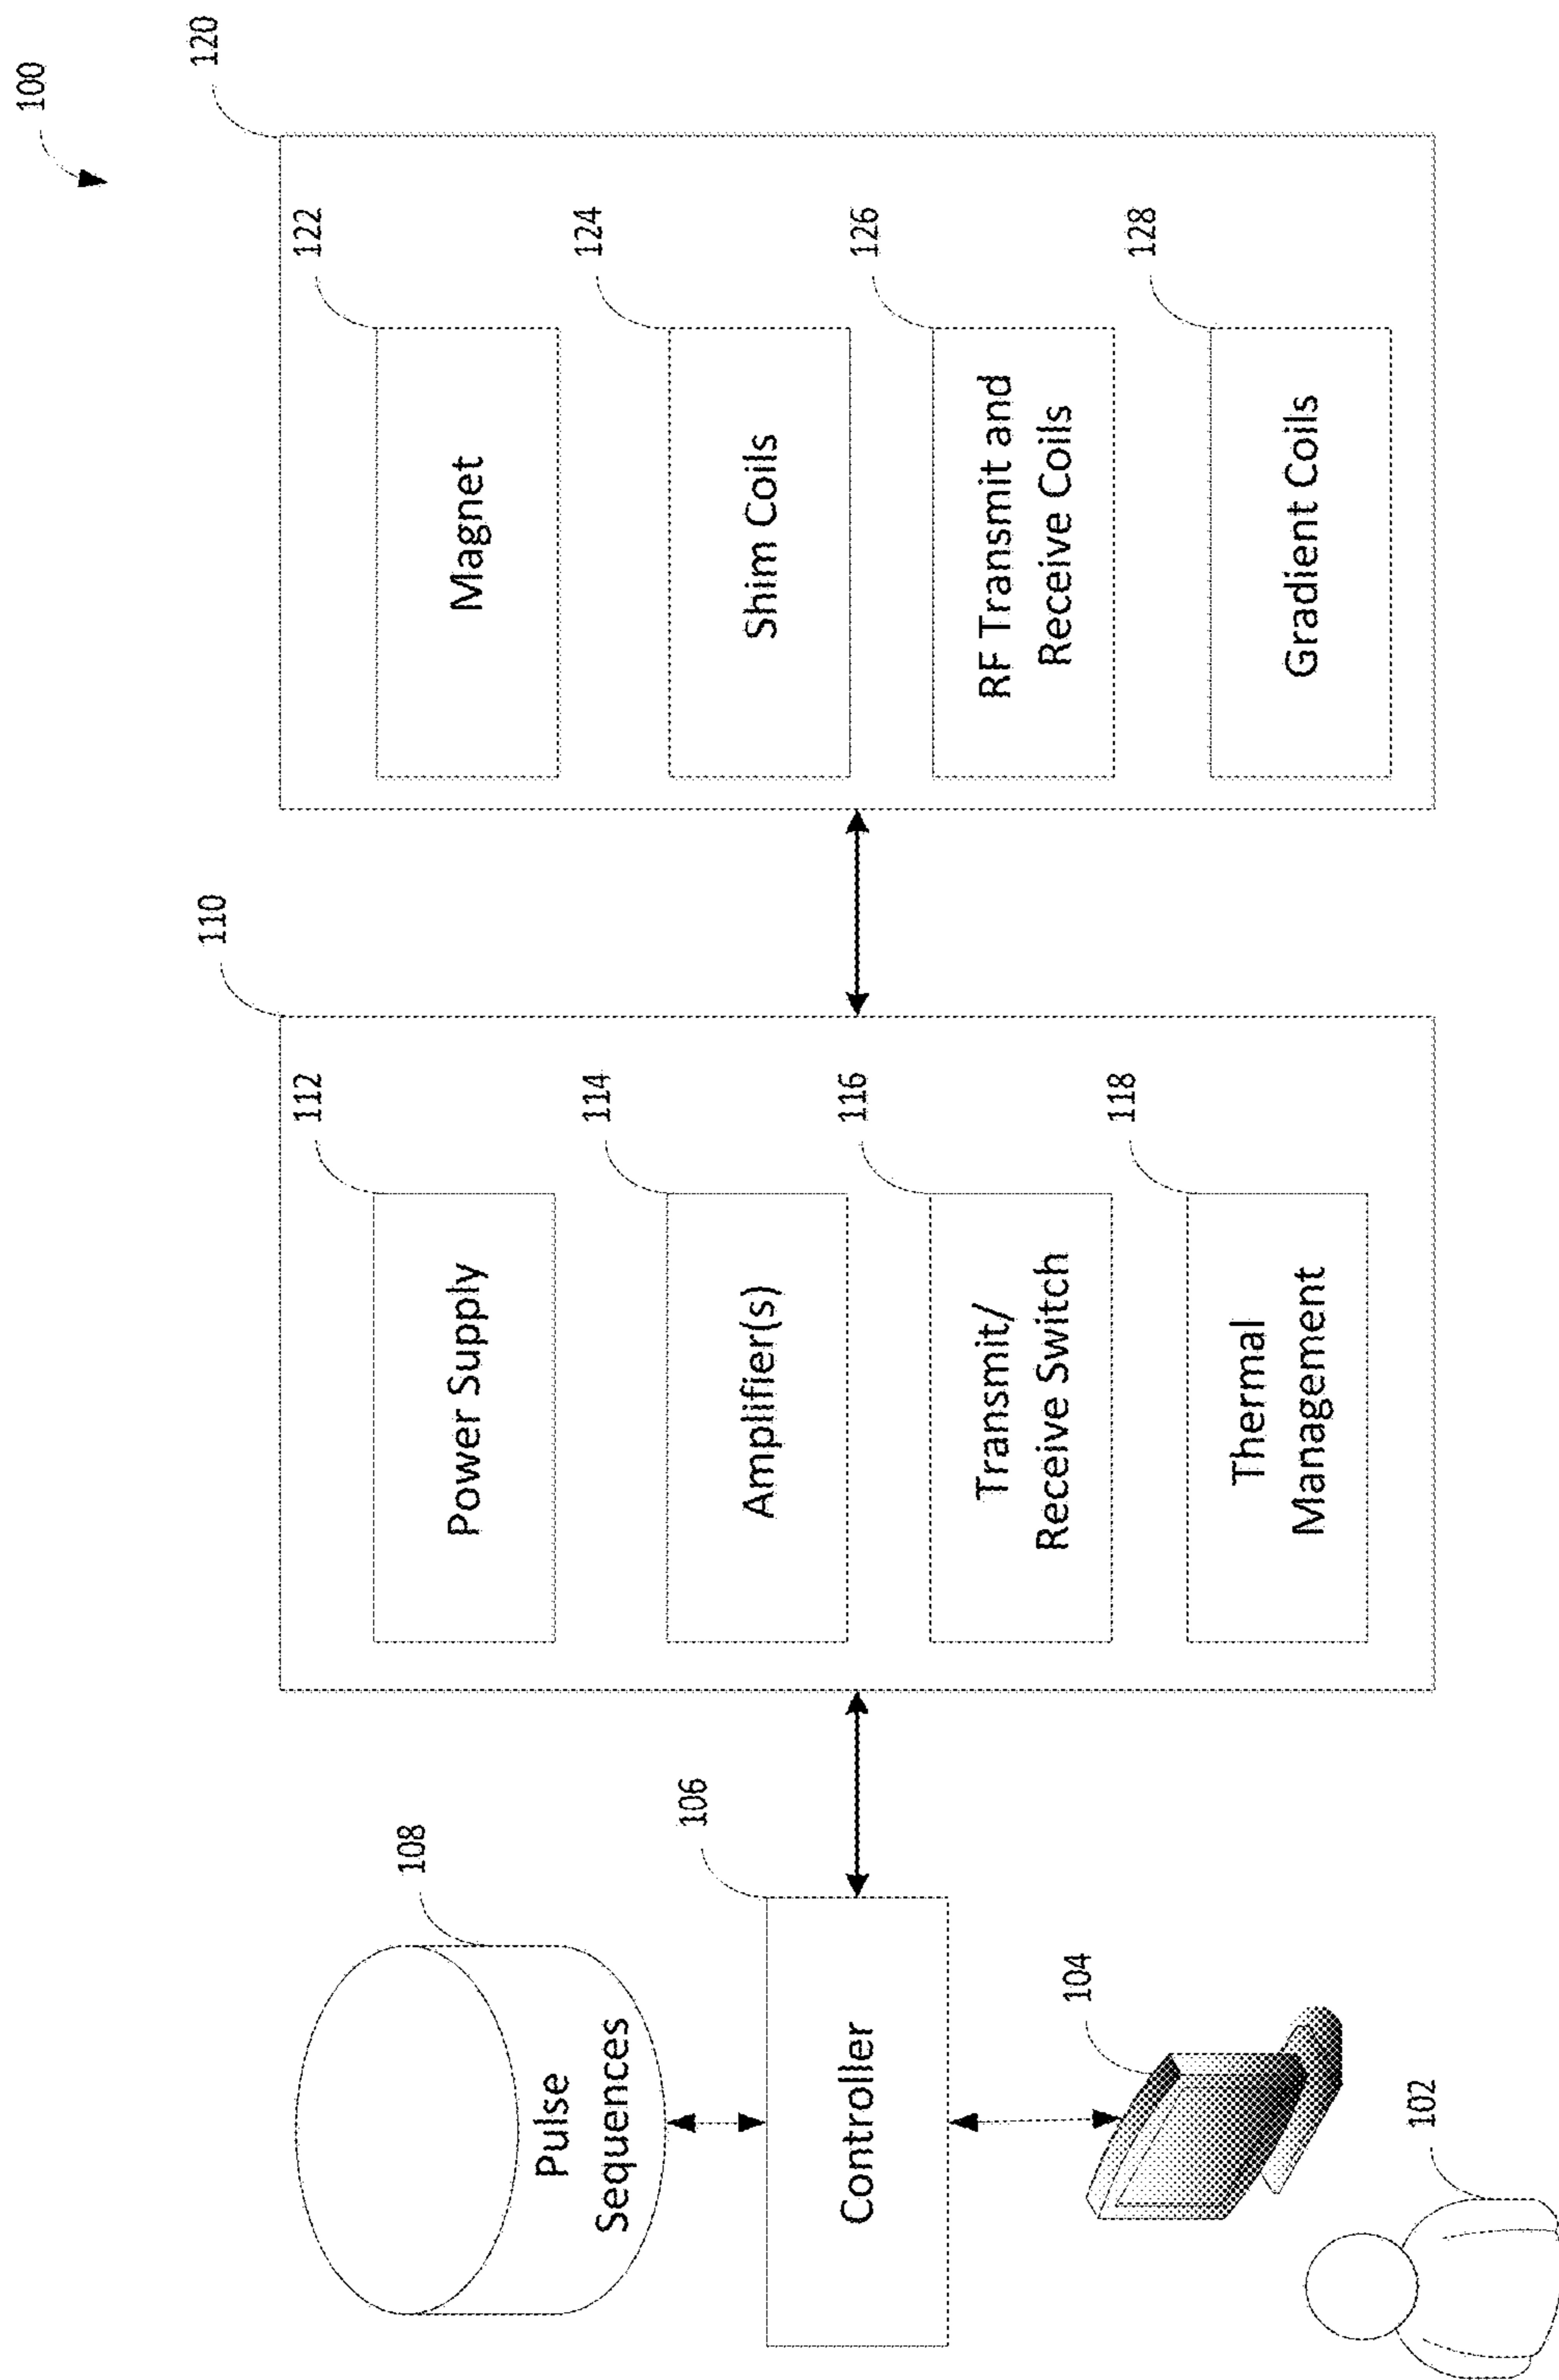 100
120
122
Magnet
124
Shim Coils
126
RF Transmit and
Receive Coils
128
Gradient Coils
110
112
Power Supply
114
Amplifier(s)
116
Transmit/
Receive Switch
118
Thermal
Management
108
Pulse
Sequences
106
Controller
104
102